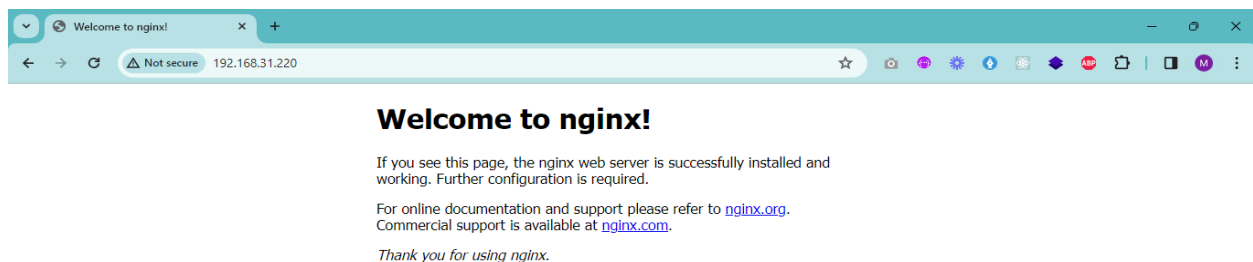 Welcome to nginx!
Not secure 192.168.31.220
ABP
M
Welcome to nginx!
If you see this page, the nginx web server is successfully installed and
working. Further configuration is required.
For online documentation and support please refer to nginx.org.
Commercial support is available at nginx.com.
Thank you for using nginx.